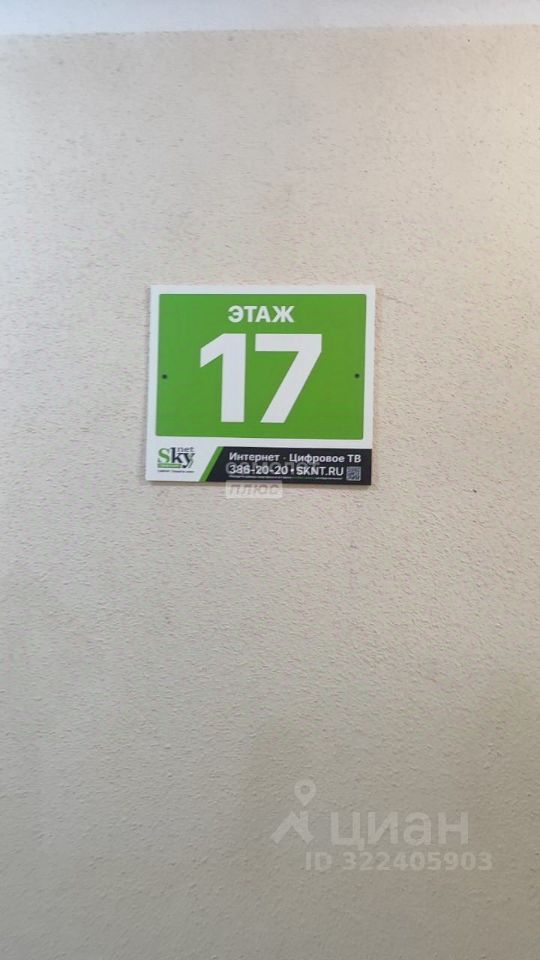 ЭТАЖ
17
Sky net
Интернет · Цифровое ТВ
386-20-20 • SKNT.RU
плюс
циан
ID 322405903